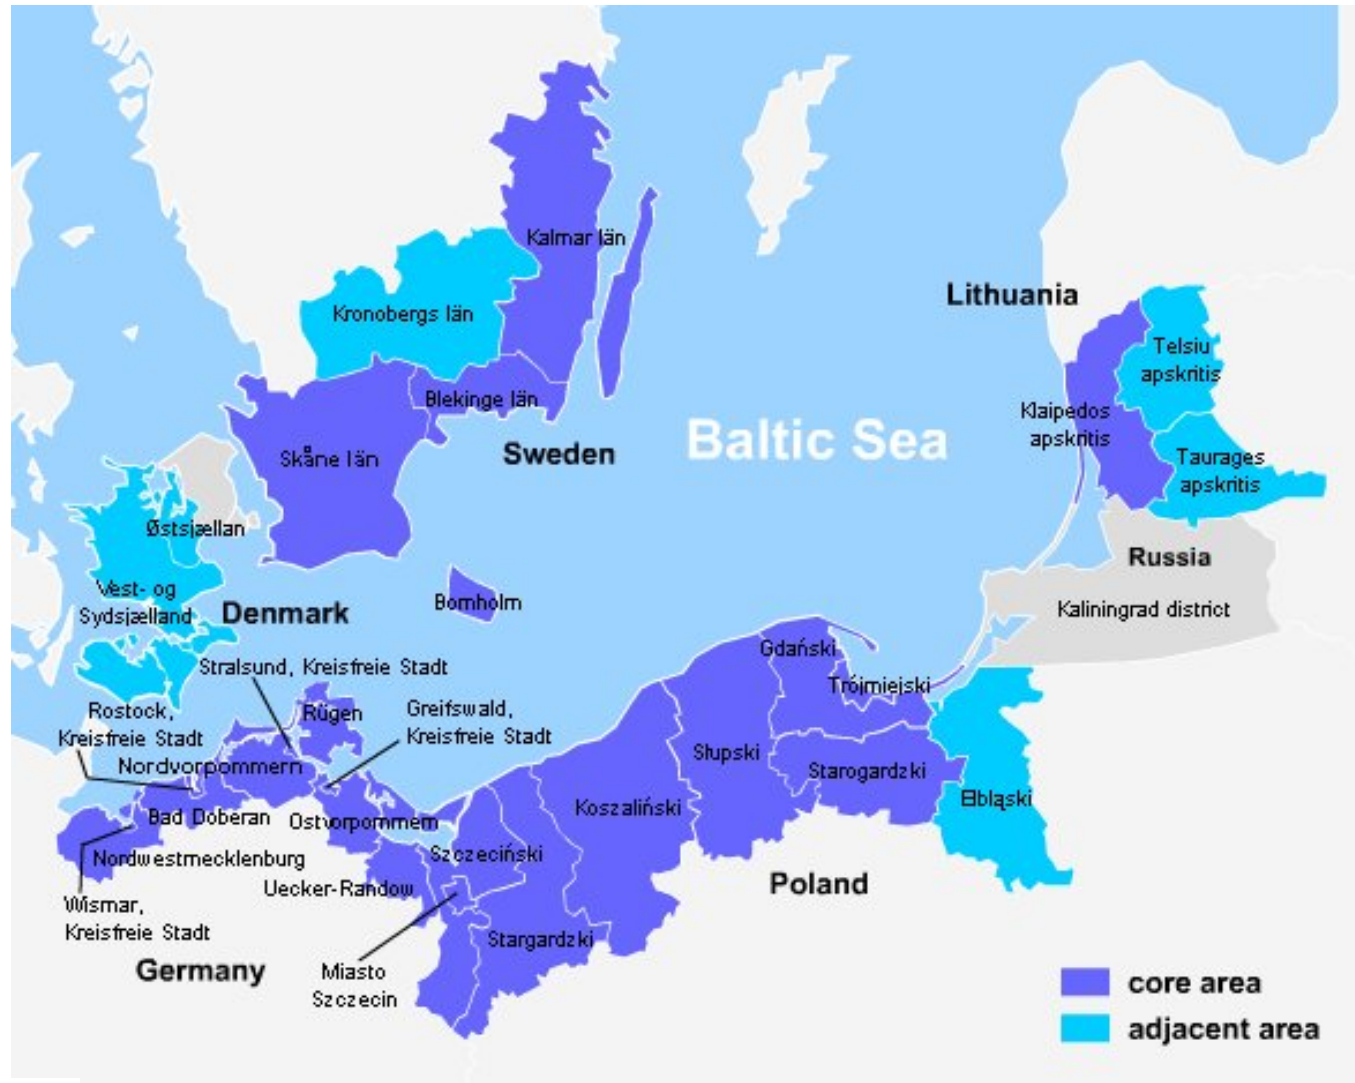 Kalmar län
Kronobergs län
Lithuania
Telsiu
apskritis
Blekinge län
Klaipedos
apskritis
Baltic Sea
Sweden
Skåne län
Taurages
apskritis
Østsjællan
Russia
Vest- og
Sydsjælland
Denmark
Bornholm
Kaliningrad district
Gdański
Stralsund, Kreisfreie Stadt
Trójmiejski
Rostock,
Kreisfreie Stadt
Rügen
Greifswald,
Kreisfreie Stadt
Nordvorpommern
Słupski
Starogardzki
Elbląski
Koszaliński
Bad Doberan
Ostvorpommern
Szczeciński
Nordwestmecklenburg
Uecker-Randow
Poland
Wismar,
Kreisfreie Stadt
Stargardzki
Germany
Miasto
Szczecin
core area
adjacent area